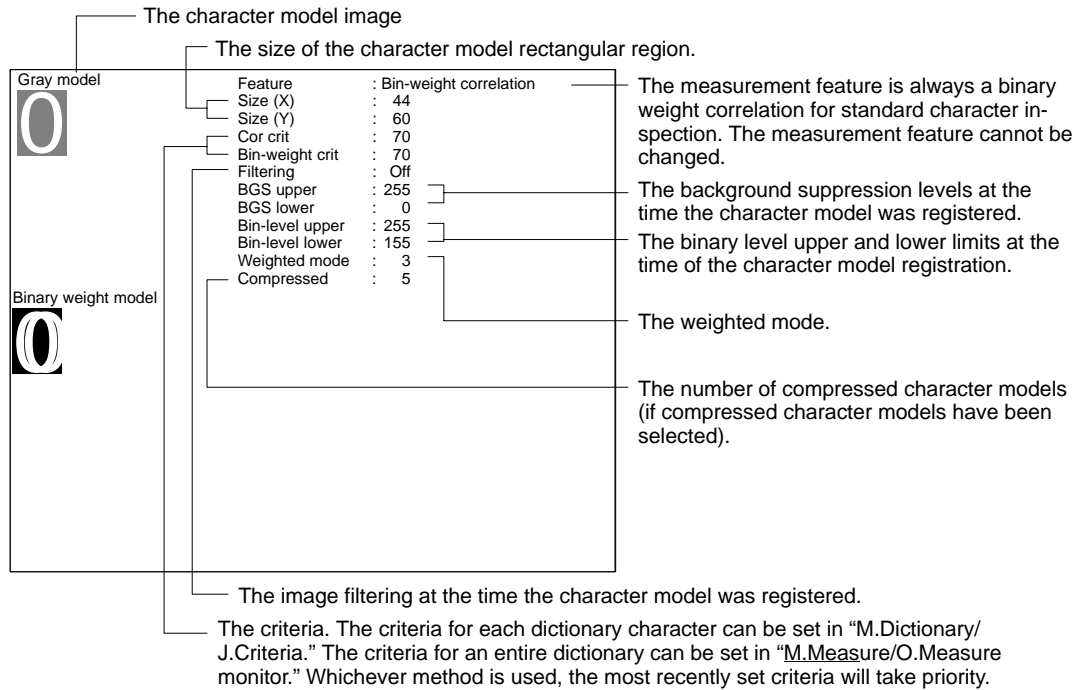 The character model image
The size of the character model rectangular region.
Gray model
0
Feature : Bin-weight correlation
Size (X) : 44
Size (Y) : 60
Cor crit : 70
Bin-weight crit : 70
Filtering : Off
BGS upper : 255
BGS lower : 0
Bin-level upper : 255
Bin-level lower : 155
Weighted mode : 3
Compressed : 5
Binary weight model
0
The measurement feature is always a binary
weight correlation for standard character in-
spection. The measurement feature cannot be
changed.
The background suppression levels at the
time the character model was registered.
The binary level upper and lower limits at the
time of the character model registration.
The weighted mode.
The number of compressed character models
(if compressed character models have been
selected).
The image filtering at the time the character model was registered.
The criteria. The criteria for each dictionary character can be set in “M.Dictionary/
J.Criteria.” The criteria for an entire dictionary can be set in “M.Measure/O.Measure
monitor.” Whichever method is used, the most recently set criteria will take priority.